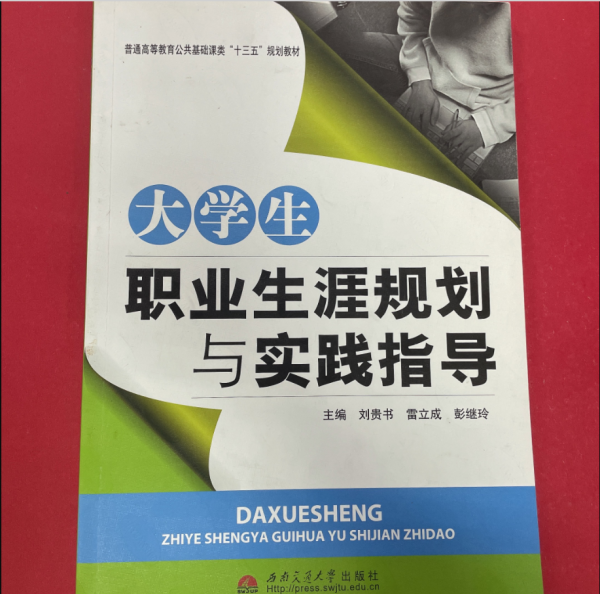 普通高等教育公共基础课类“十三五”规划教材
大学生
职业生涯规划
与实践指导
主编 刘贵书 雷立成 彭继玲
DAXUESHENG
ZHIYE SHENGYA GUIHUA YU SHIJIAN ZHIDAO
西南交通大学出版社
SWJTUP
Http://press.swjtu.edu.cn